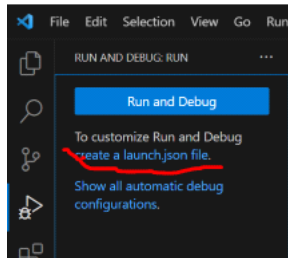 File Edit Selection View Go Run
RUN AND DEBUG: RUN
Run and Debug
To customize Run and Debug
create a launch.json file.
Show all automatic debug
configurations.